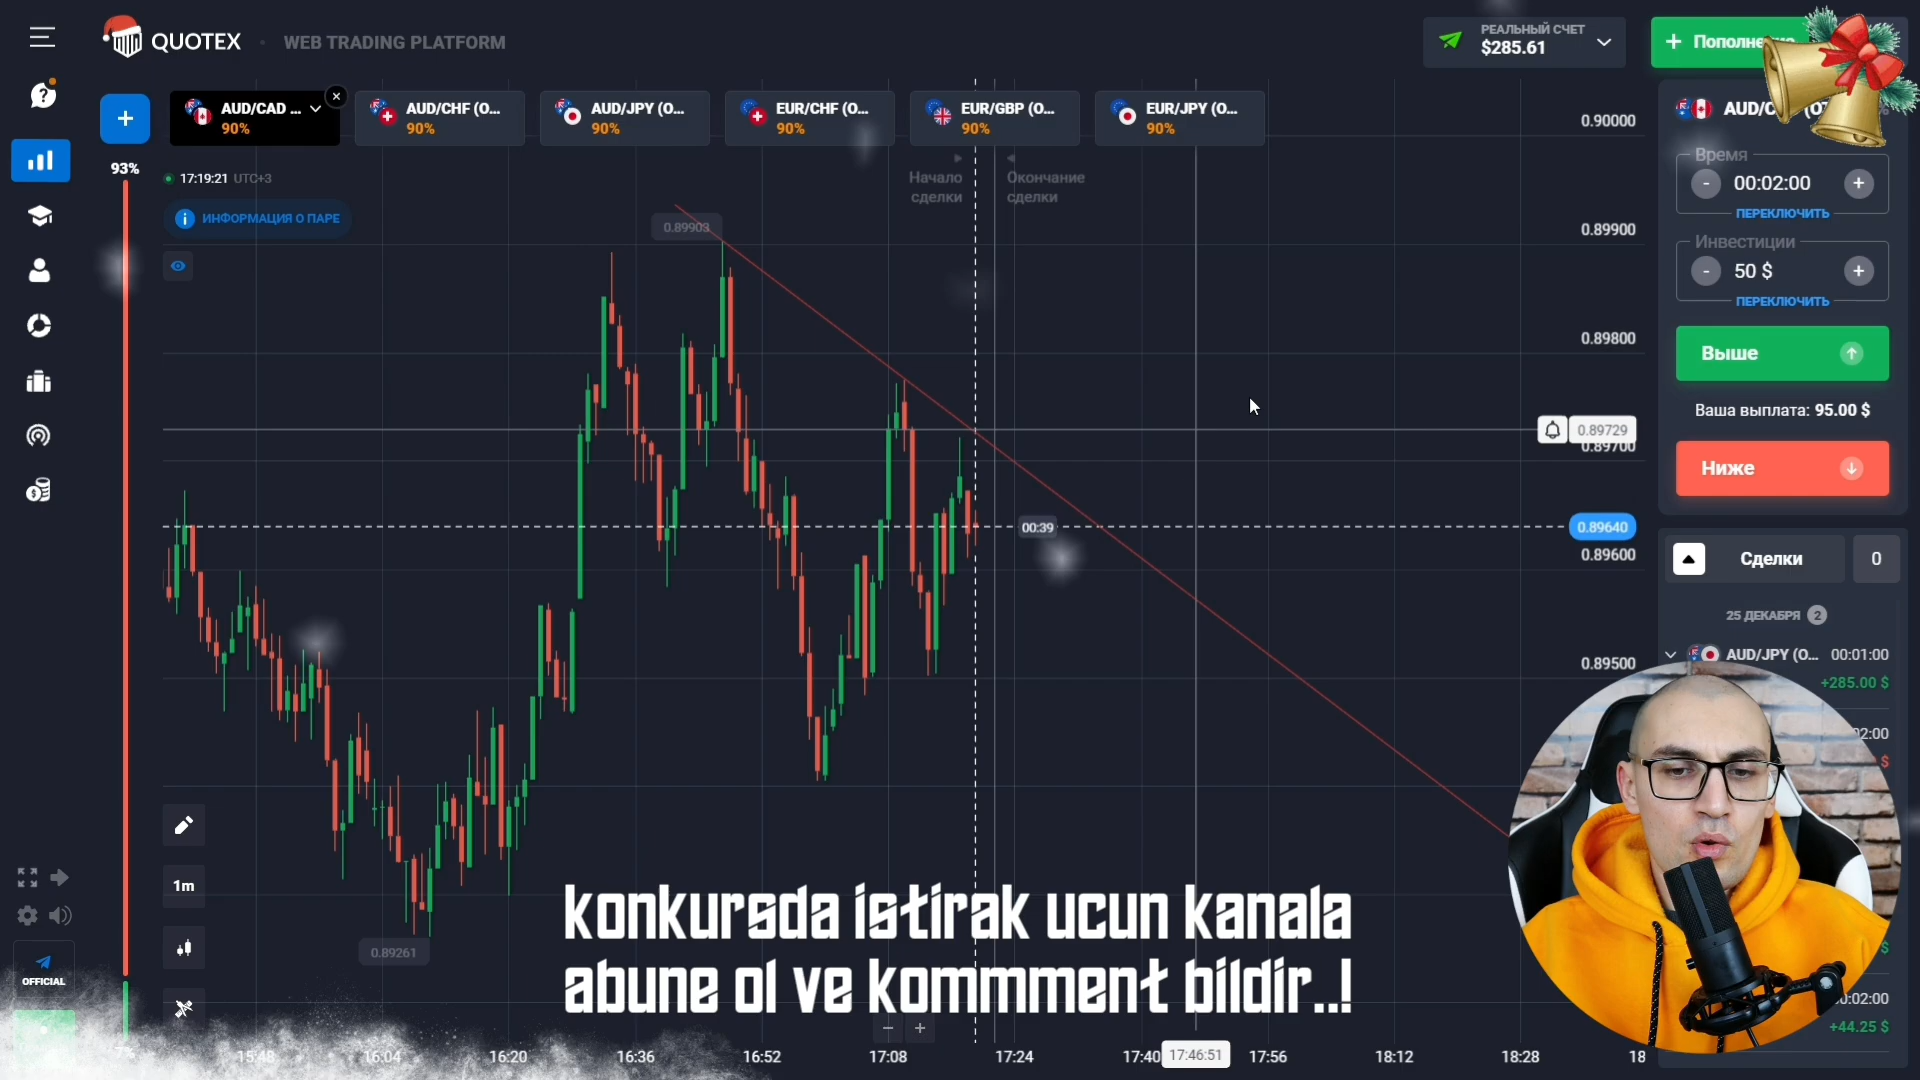 QUOTEX
WEB TRADING PLATFORM
РЕАЛЬНЫЙ СЧЕТ
$285.61
AUD/CAD ...
90%
AUD/CHF (O...
90%
AUD/JPY (O...
90%
EUR/CHF (O...
90%
EUR/GBP (O...
90%
EUR/JPY (O...
90%
93%
17:19:21 UTC+3
ИНФОРМАЦИЯ О ПАРЕ
Начало
сделки
Окончание
сделки
0.89903
0.90000
0.89900
0.89800
0.89729
0.89700
00:39
0.89640
0.89600
0.89500
0.89261
Время
00:02:00
ПЕРЕКЛЮЧИТЬ
Инвестиции
50 $
ПЕРЕКЛЮЧИТЬ
Выше
Ваша выплата: 95.00 $
Ниже
Сделки
0
25 ДЕКАБРЯ 2
AUD/JPY (O... 00:01:00
+285.00 $
+44.25 $
1m
OFFICIAL
konkursda istirak ucun kanala
abune ol ve kommment bildir..!
15:48
16:04
16:20
16:36
16:52
17:08
17:24
17:40
17:46:51
17:56
18:12
18:28
18